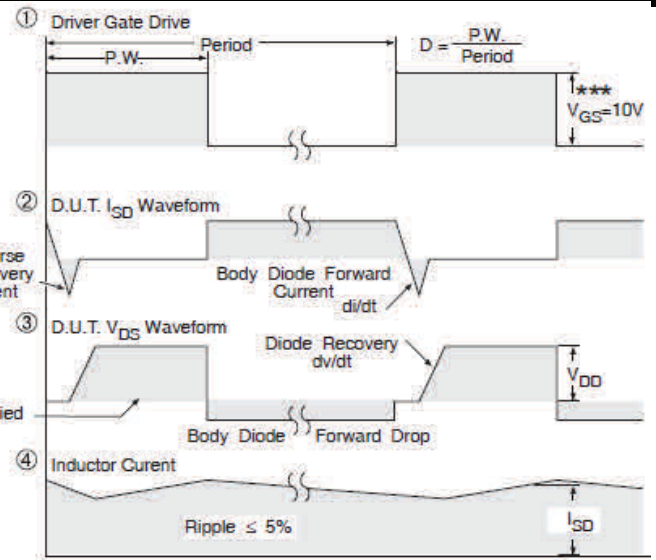 ① Driver Gate Drive
P.W.
Period
D = P.W. / Period
***
VGS=10V
② D.U.T. ISD Waveform
Body Diode Forward
Current
di/dt
③ D.U.T. VDS Waveform
Diode Recovery
dv/dt
VDD
Body Diode Forward Drop
④ Inductor Curent
Ripple ≤ 5%
ISD